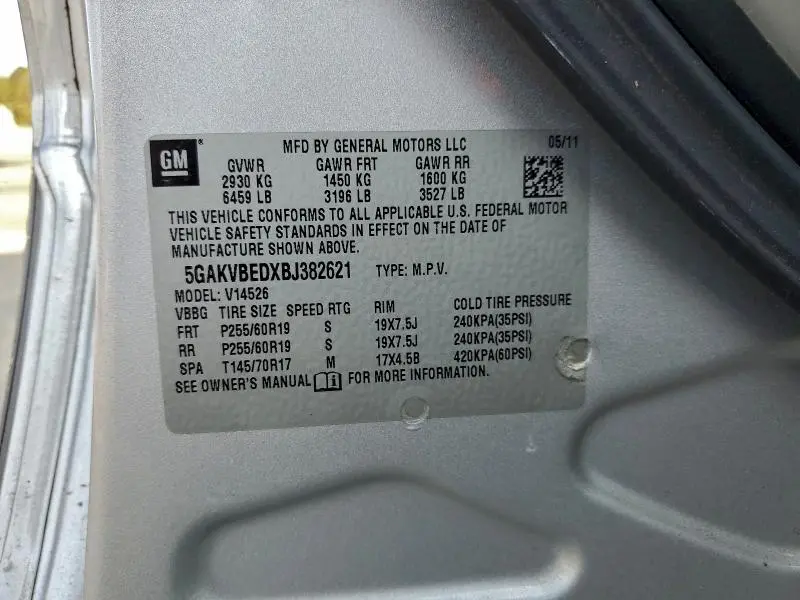 GM® MFD BY GENERAL MOTORS LLC 05/11
GVWR GAWR FRT GAWR RR
2930 KG 1450 KG 1600 KG
6459 LB 3196 LB 3527 LB
THIS VEHICLE CONFORMS TO ALL APPLICABLE U.S. FEDERAL MOTOR
VEHICLE SAFETY STANDARDS IN EFFECT ON THE DATE OF
MANUFACTURE SHOWN ABOVE.
5GAKVBEDXBJ382621 TYPE: M.P.V.
MODEL: V14526
VBBG TIRE SIZE SPEED RTG RIM COLD TIRE PRESSURE
FRT P255/60R19 S 19X7.5J 240KPA(35PSI)
RR P255/60R19 S 19X7.5J 240KPA(35PSI)
SPA T145/70R17 M 17X4.5B 420KPA(60PSI)
SEE OWNER'S MANUAL FOR MORE INFORMATION.